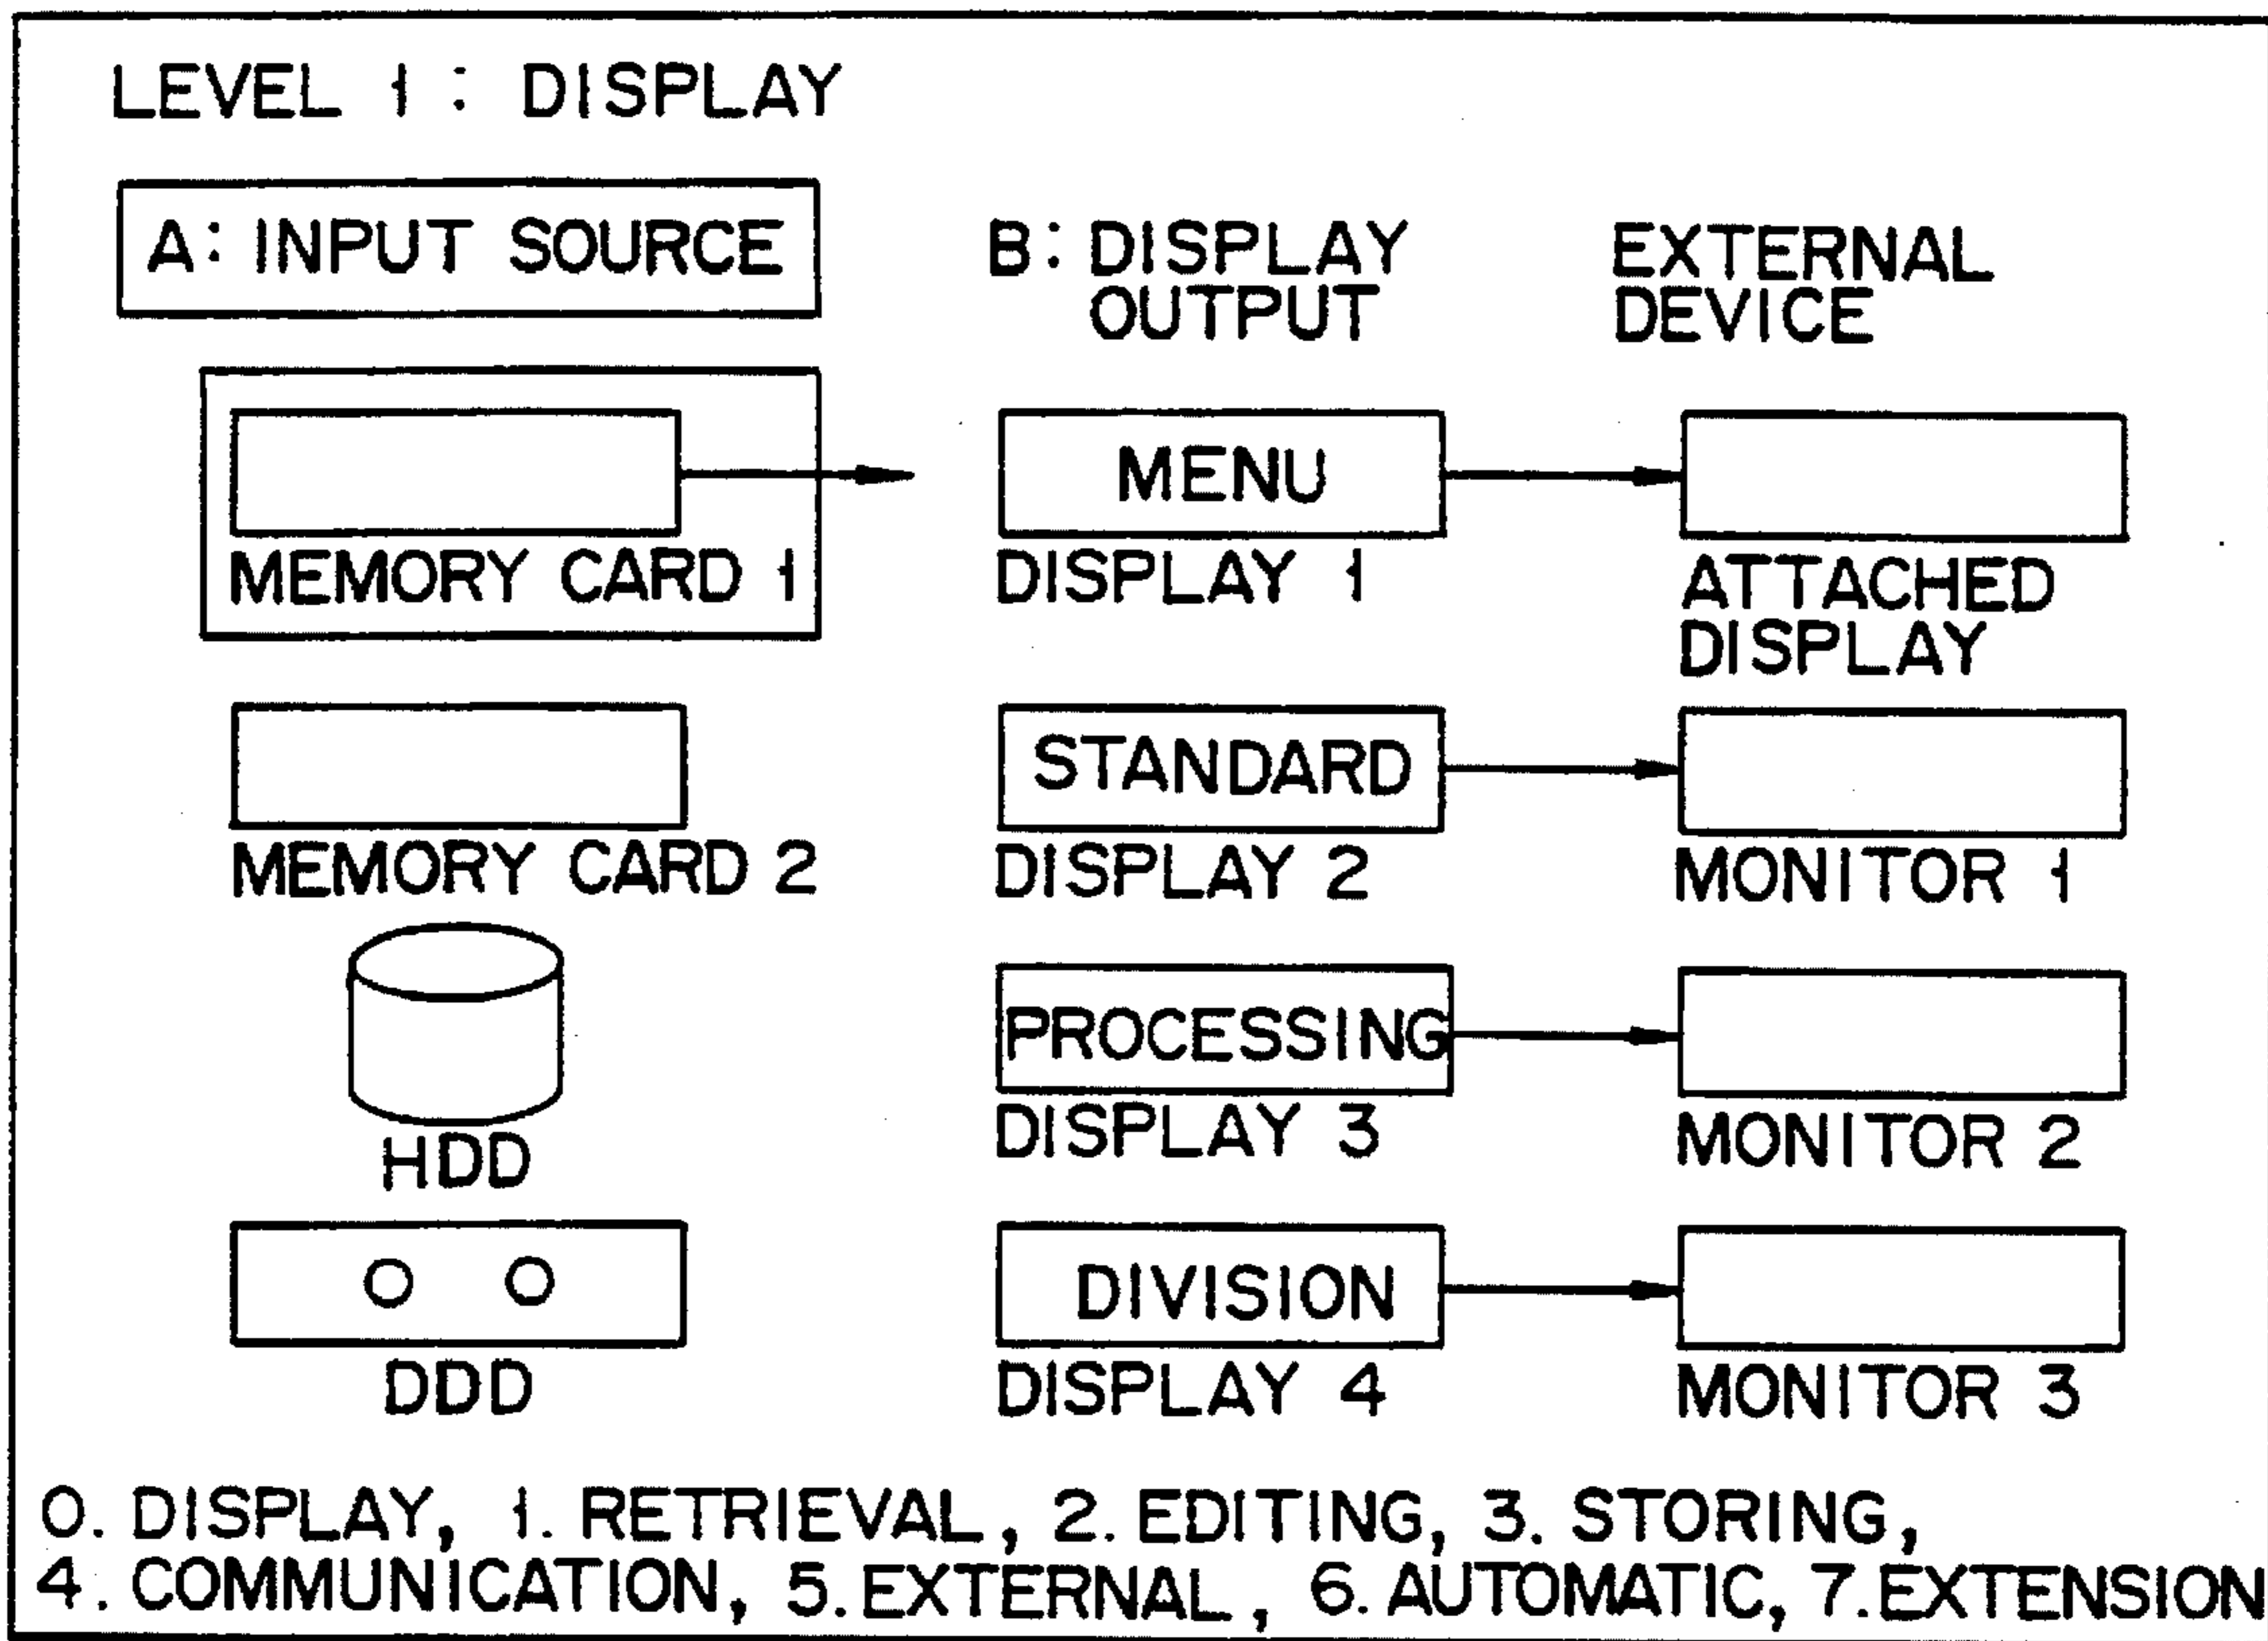 LEVEL 1 : DISPLAY
A: INPUT SOURCE
B: DISPLAY
OUTPUT
EXTERNAL
DEVICE
MEMORY CARD 1
MENU
DISPLAY 1
ATTACHED
DISPLAY
MEMORY CARD 2
STANDARD
DISPLAY 2
MONITOR 1
HDD
PROCESSING
DISPLAY 3
MONITOR 2
DDD
DIVISION
DISPLAY 4
MONITOR 3
0. DISPLAY, 1. RETRIEVAL, 2. EDITING, 3. STORING,
4. COMMUNICATION, 5. EXTERNAL, 6. AUTOMATIC, 7. EXTENSION